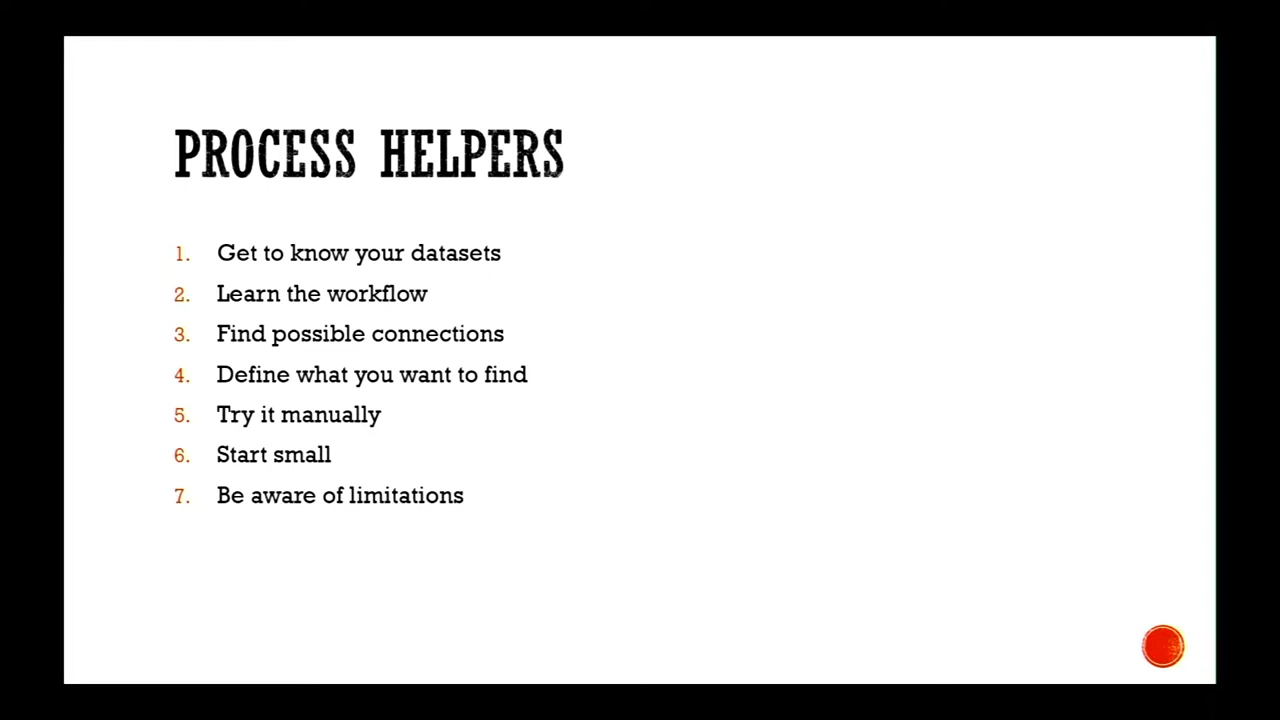 PROCESS HELPERS
1. Get to know your datasets
2. Learn the workflow
3. Find possible connections
4. Define what you want to find
5. Try it manually
6. Start small
7. Be aware of limitations